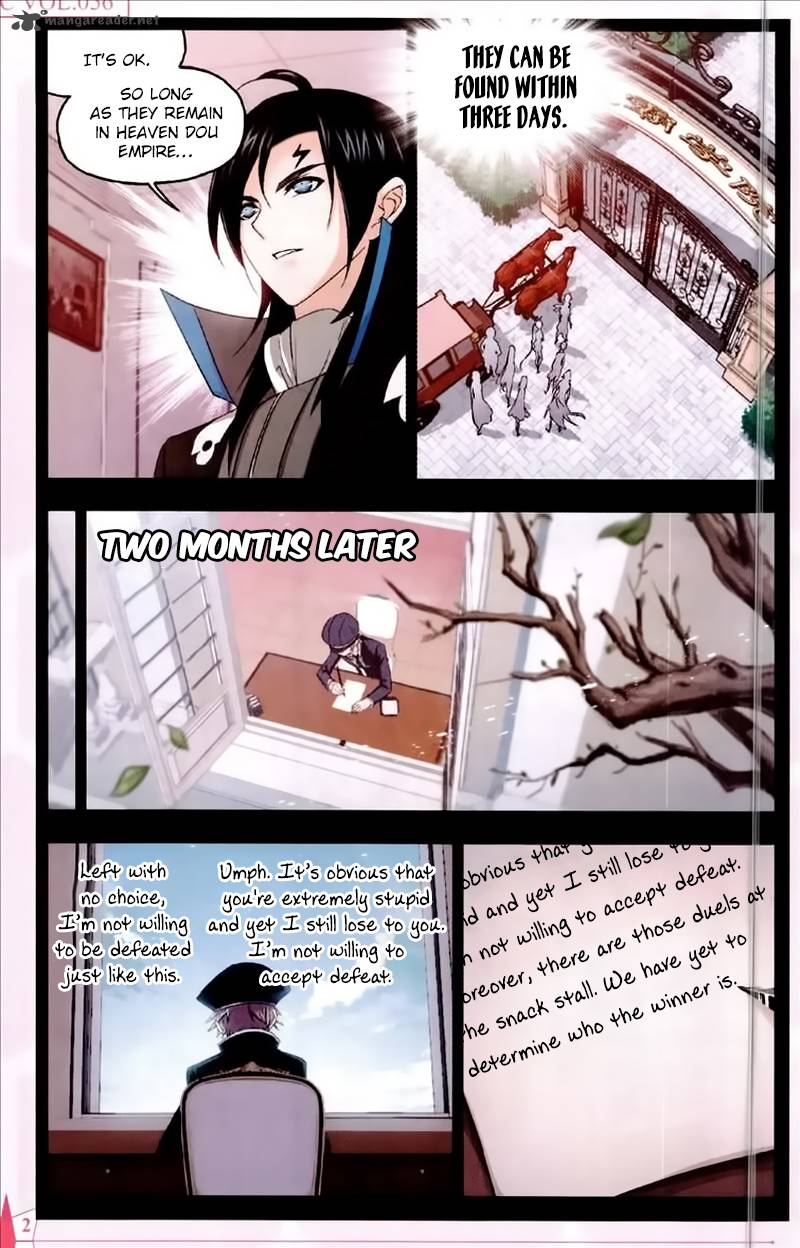 C VOL.036
mangareader.net
IT'S OK.
SO LONG
AS THEY REMAIN
IN HEAVEN DOU
EMPIRE...
THEY CAN BE
FOUND WITHIN
THREE DAYS.
TWO MONTHS LATER
Left with
no choice,
I'm not willing
to be defeated
just like this.
Umph. It's obvious that
you're extremely stupid
and yet I still lose to you.
I'm not willing to
accept defeat.
obvious that
nd and yet I still lose to
m not willing to accept defeat.
oreover, there are those duels at
he snack stall. We have yet to
determine who the winner is.
2